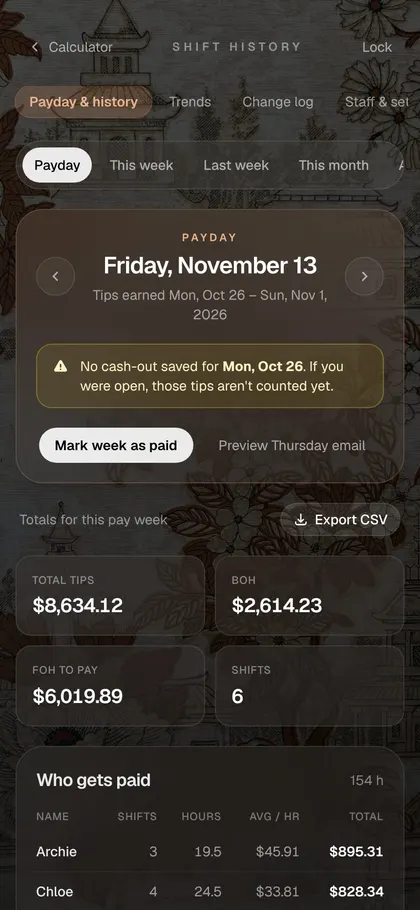 Calculator
SHIFT HISTORY
Lock
Payday & history
Trends
Change log
Staff & set
Payday
This week
Last week
This month
PAYDAY
Friday, November 13
Tips earned Mon, Oct 26 – Sun, Nov 1,
2026
No cash-out saved for Mon, Oct 26. If you
were open, those tips aren't counted yet.
Mark week as paid
Preview Thursday email
Totals for this pay week
Export CSV
TOTAL TIPS
$8,634.12
BOH
$2,614.23
FOH TO PAY
$6,019.89
SHIFTS
6
Who gets paid
154 h
NAME SHIFTS HOURS AVG / HR TOTAL
Archie 3 19.5 $45.91 $895.31
Chloe 4 24.5 $33.81 $828.34